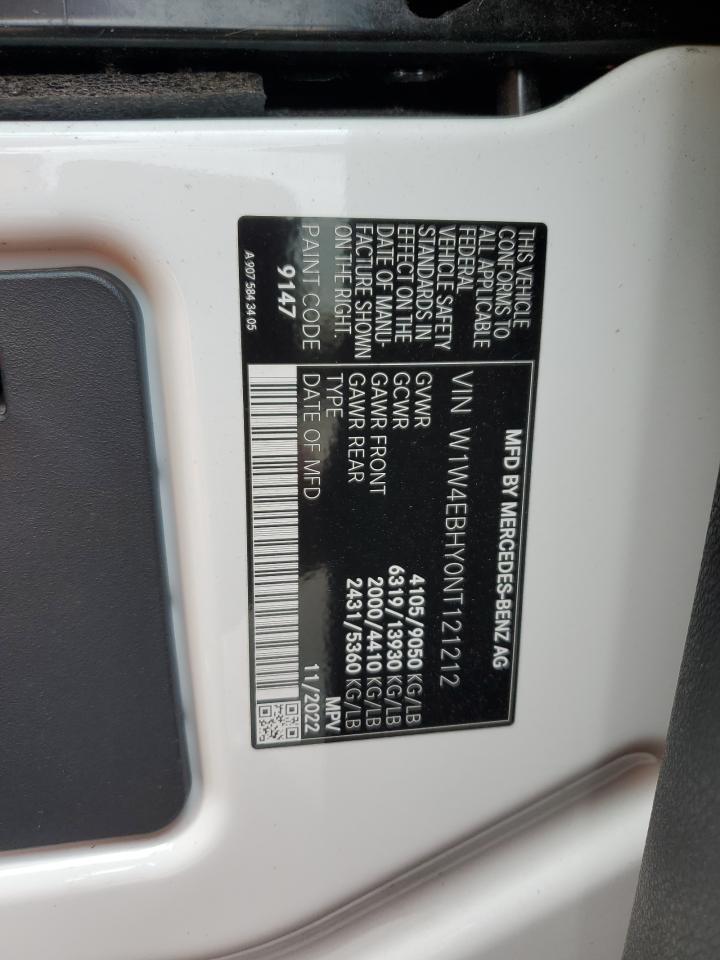 MFD BY MERCEDES-BENZ AG
VIN W1W4EBHY0NT121212
GVWR 4105/9050 KG/LB
GCWR 6319/13930 KG/LB
GAWR FRONT 2000/4410 KG/LB
GAWR REAR 2431/5360 KG/LB
TYPE MPV
DATE OF MFD 11/2022
THIS VEHICLE
CONFORMS TO
ALL APPLICABLE
FEDERAL
VEHICLE SAFETY
STANDARDS IN
EFFECT ON THE
DATE OF MANU-
FACTURE SHOWN
ON THE RIGHT.
PAINT CODE
9147
A 907 584 34 05